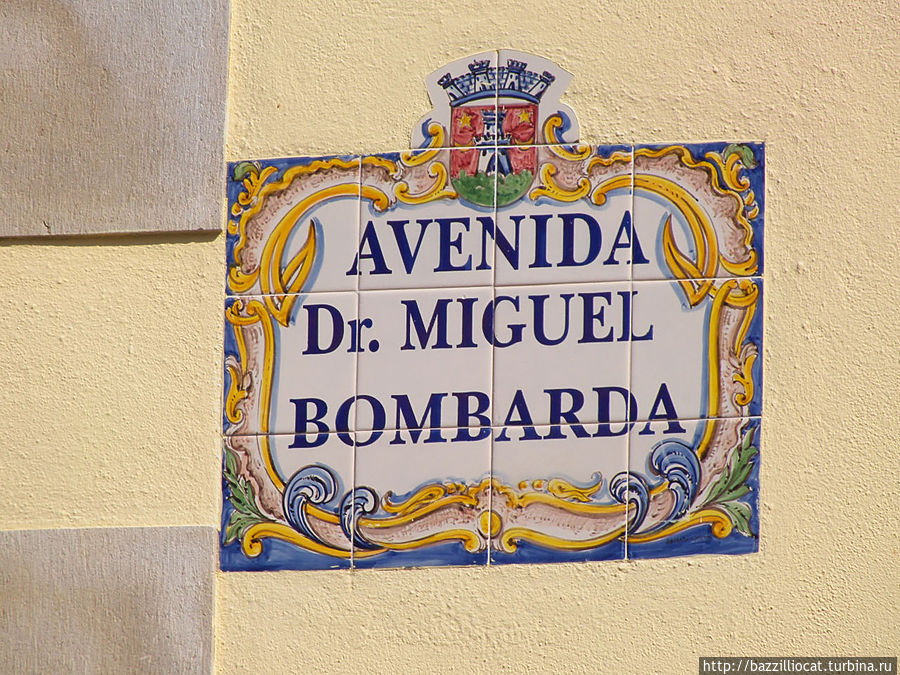 AVENIDA
Dr. MIGUEL
BOMBARDA
http://bazzilliocat.turbina.ru